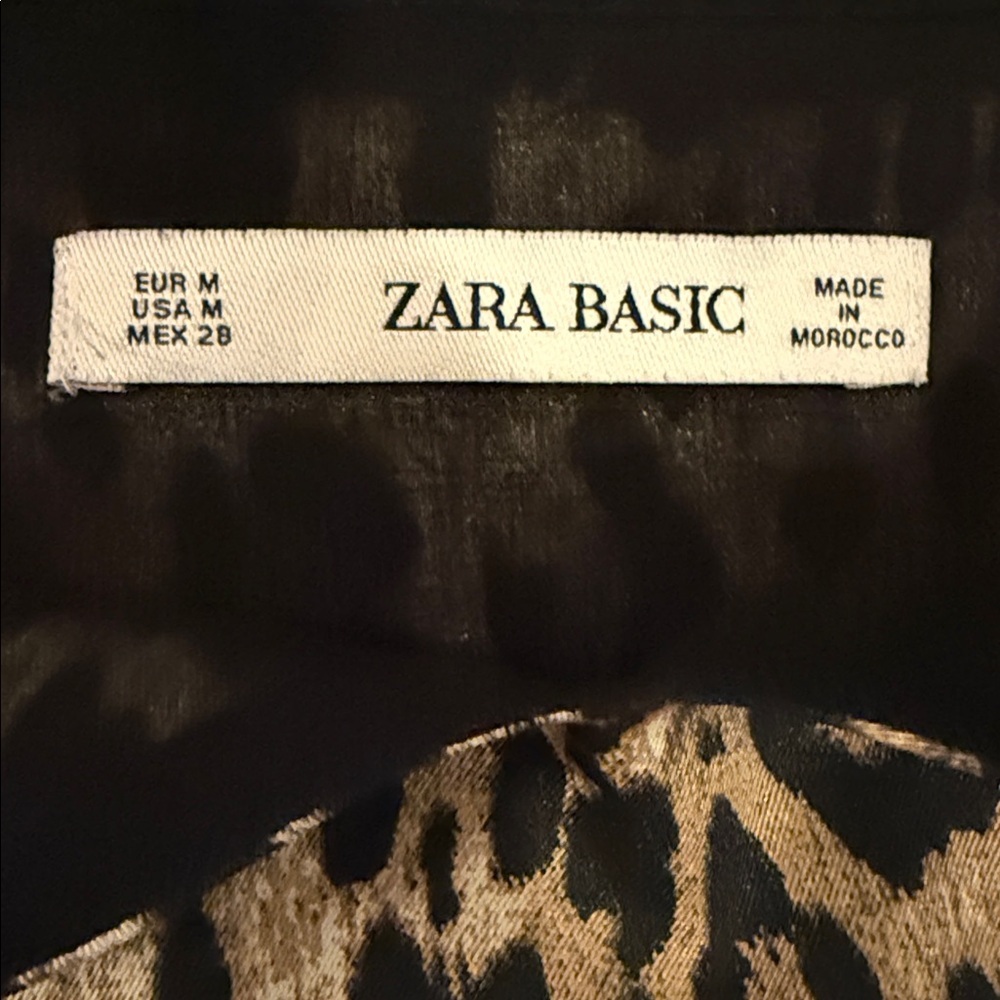 EUR M
USA M
MEX 28
ZARA BASIC
MADE
IN
MOROCCO